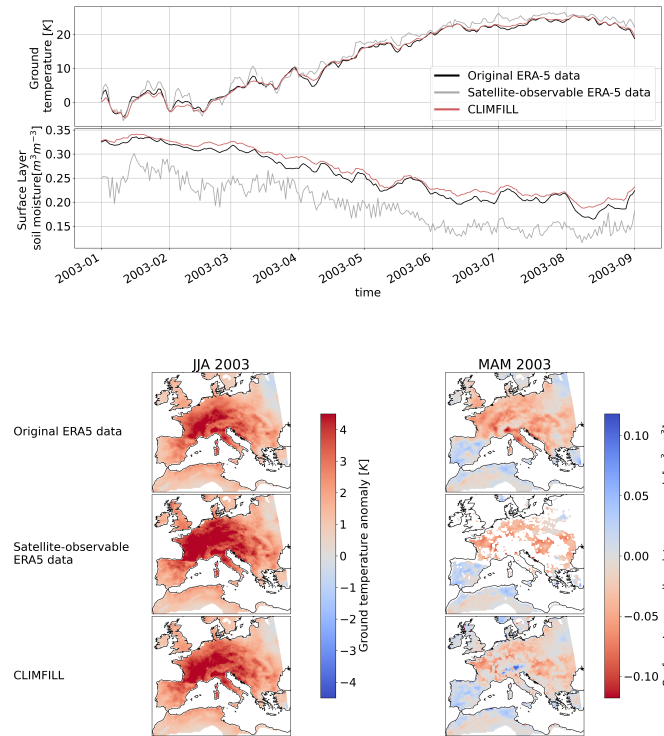 Ground
temperature [K]
20
10
0
Original ERA-5 data
Satellite-observable ERA-5 data
CLIMFILL
Surface Layer
soil moisture[m³m⁻³]
0.35
0.30
0.25
0.20
0.15
2003-01
2003-02
2003-03
2003-04
2003-05
2003-06
2003-07
2003-08
2003-09
time
JJA 2003
MAM 2003
Original ERA5 data
Satellite-observable
ERA5 data
CLIMFILL
4
3
2
1
0
−1
−2
−3
−4
Ground temperature anomaly [K]
0.10
0.05
0.00
−0.05
−0.10